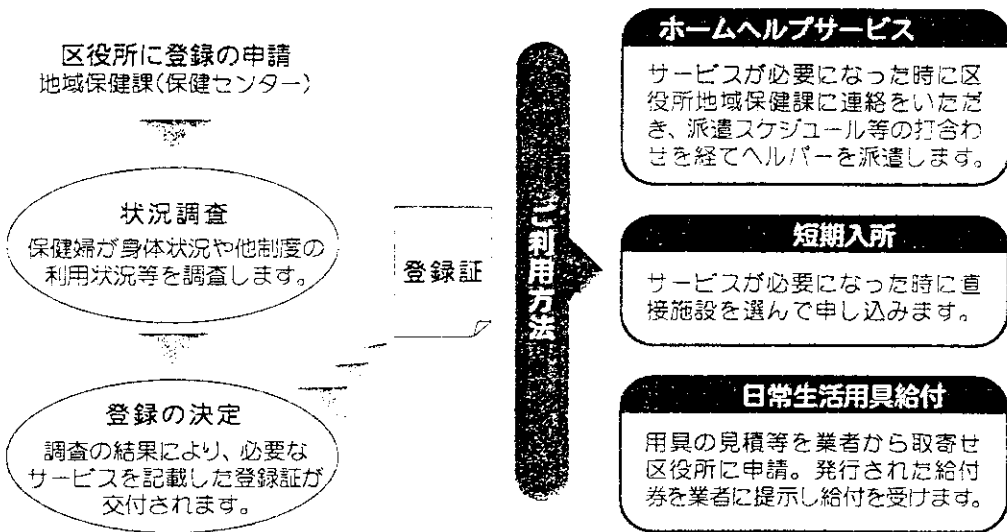 区役所に登録の申請
地域保健課(保健センター)
状況調査
保健婦が身体状況や他制度の
利用状況等を調査します。
登録の決定
調査の結果により、必要な
サービスを記載した登録証が
交付されます。
登録証
ご利用方法
ホームヘルプサービス
サービスが必要になった時に区
役所地域保健課に連絡をいただ
き、派遣スケジュール等の打合わ
せを経てヘルパーを派遣します。
短期入所
サービスが必要になった時に直
接施設を選んで申し込みます。
日常生活用具給付
用具の見積等を業者から取寄せ
区役所に申請。発行された給付
券を業者に提示し給付を受けます。